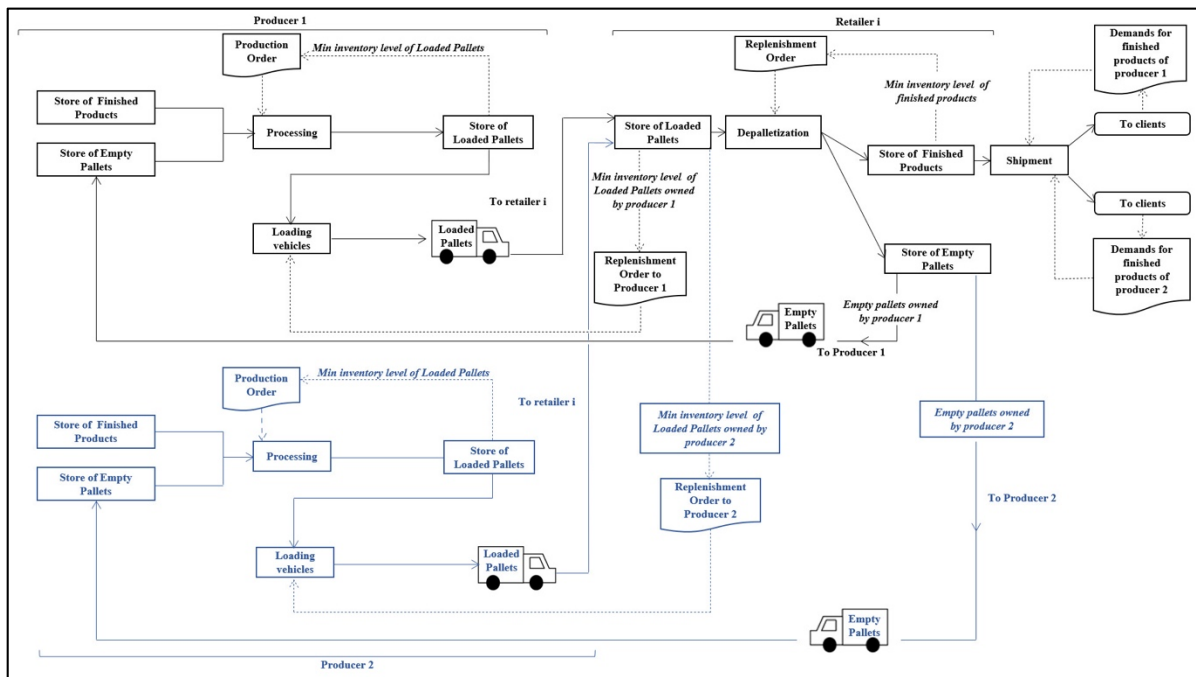 Producer 1
Retailer i
Production
Order
Min inventory level of Loaded Pallets
Replenishment
Order
Min inventory level of
finished products
Demands for
finished
products of
producer 1
Store of Finished
Products
Store of Empty
Pallets
Processing
Store of
Loaded Pallets
Store of Loaded
Pallets
Depalletization
Store of Finished
Products
Shipment
To clients
To clients
Min inventory level of
Loaded Pallets owned
by producer 1
To retailer i
Loading
vehicles
Loaded
Pallets
Replenishment
Order to
Producer 1
Store of Empty
Pallets
Demands for
finished
products of
producer 2
Empty pallets owned
by producer 1
Empty
Pallets
To Producer 1
Production
Order
Min inventory level of Loaded Pallets
To retailer i
Store of Finished
Products
Store of Empty
Pallets
Processing
Store of
Loaded Pallets
Min inventory level of
Loaded Pallets owned by
producer 2
Empty pallets owned
by producer 2
Replenishment
Order to
Producer 2
To Producer 2
Loading
vehicles
Loaded
Pallets
Empty
Pallets
Producer 2